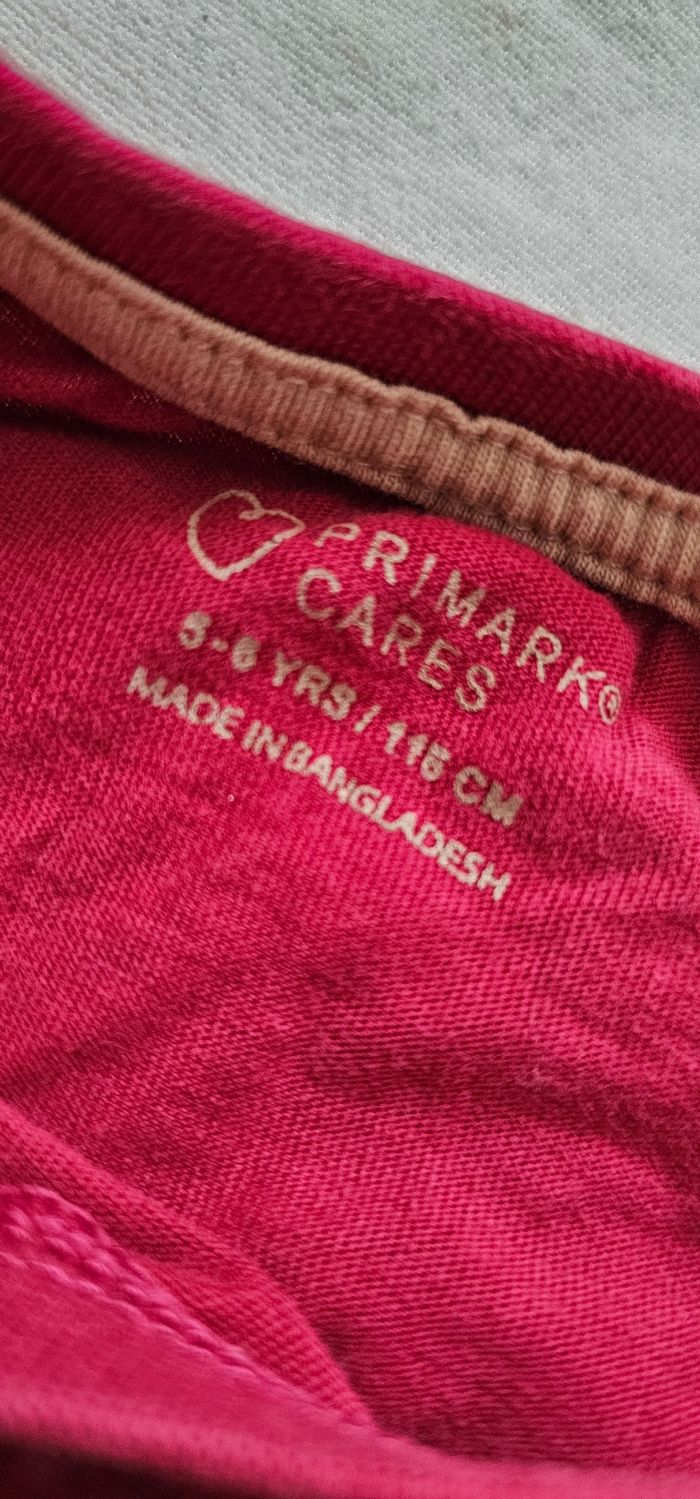 PRIMARK®
CARES
5-6 YRS / 116 CM
MADE IN BANGLADESH